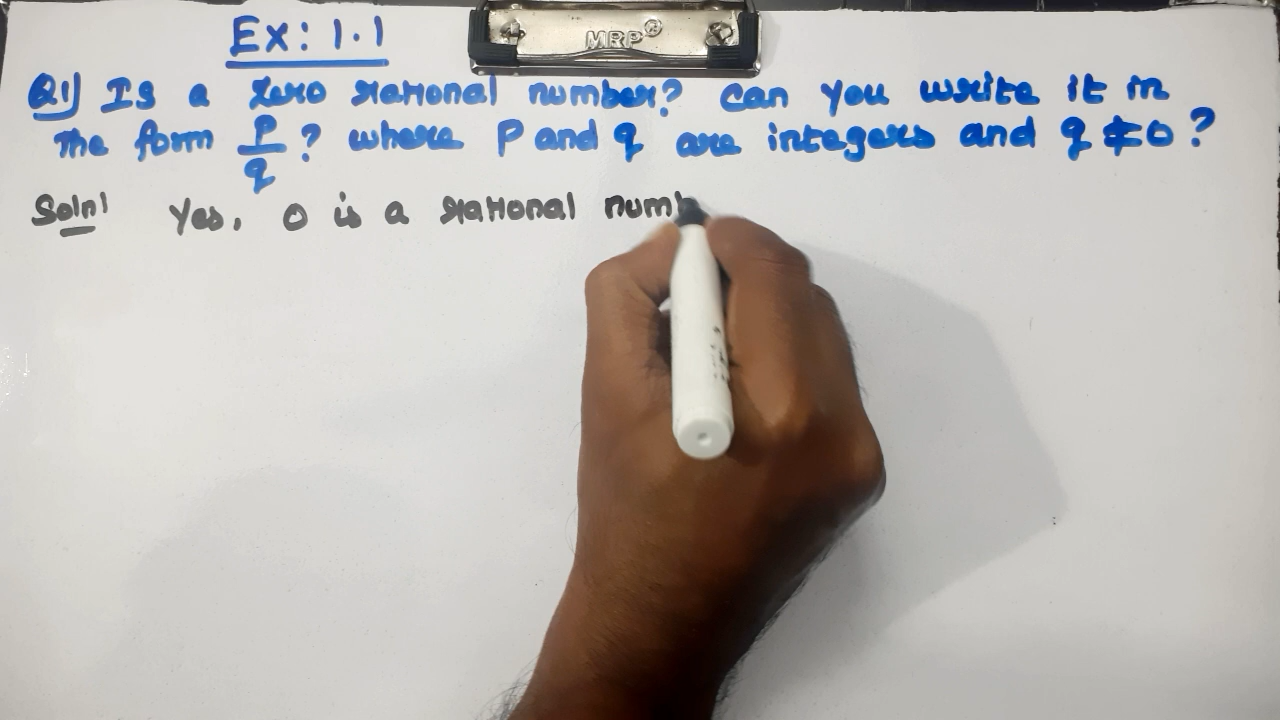 MRP
Ex: 1.1
Q1) Is a zero rational number? can you write it in
the form p/q? where p and q are integers and q ≠ 0?
Soln! Yes, 0 is a rational numb